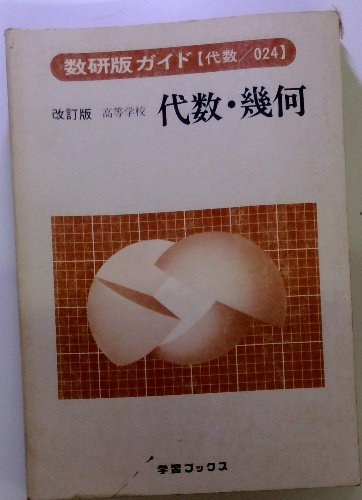 数研版ガイド【代数/024】
改訂版 高等学校 代数・幾何
学習ブックス